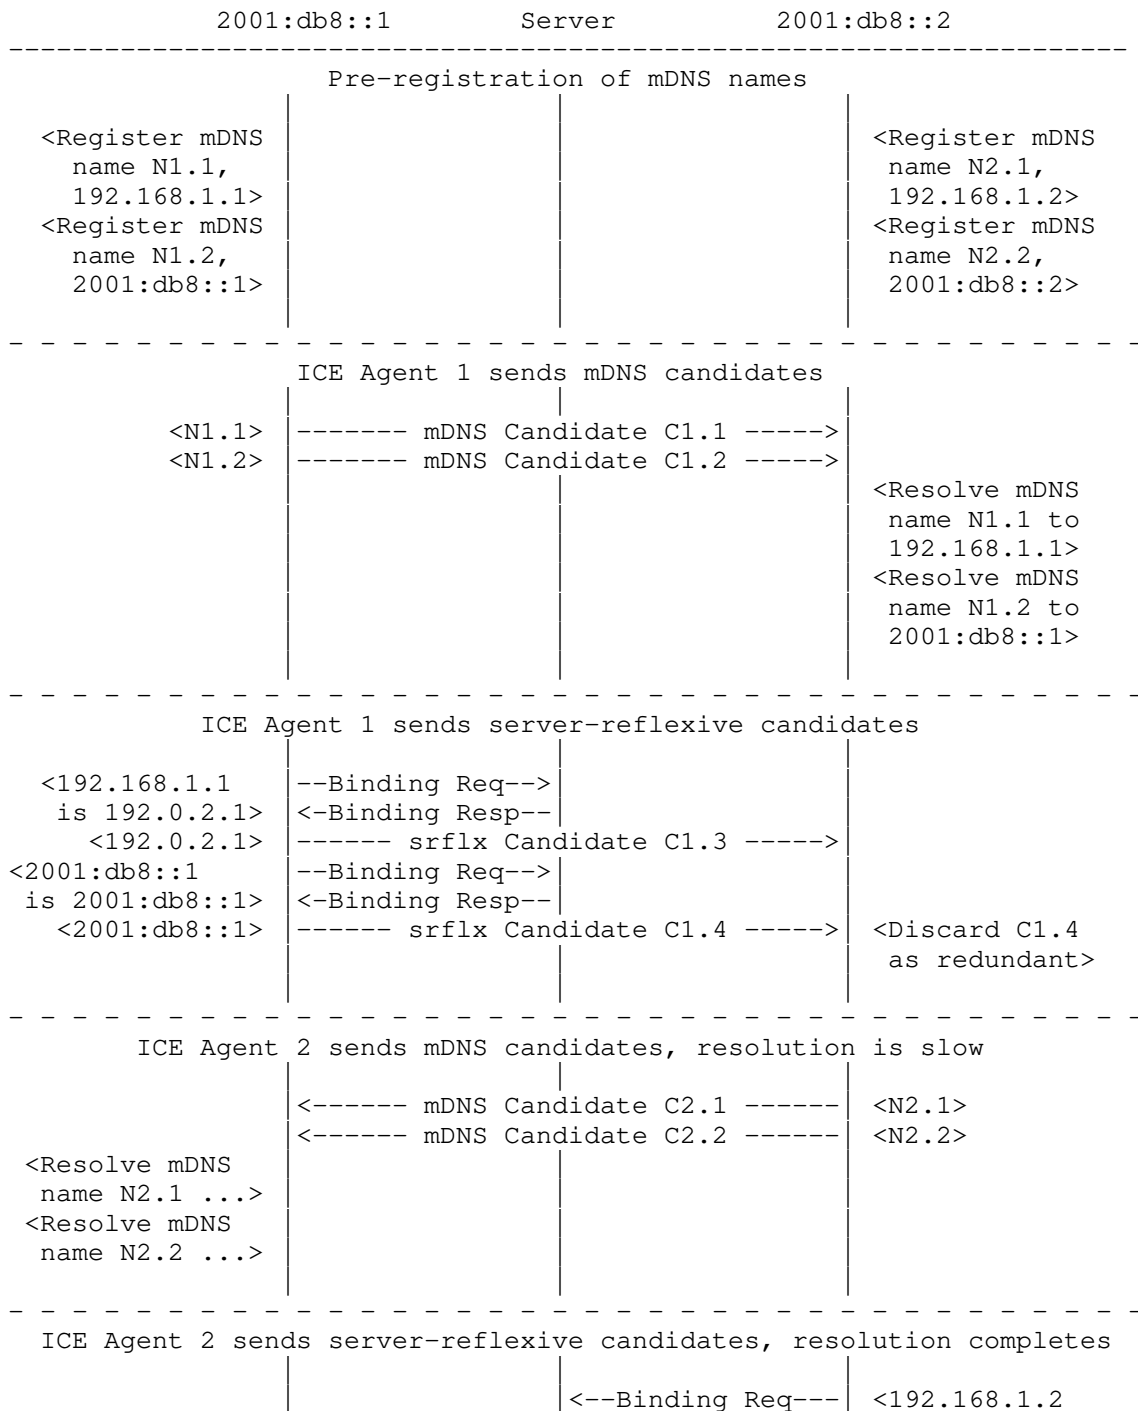 2001:db8::1        Server          2001:db8::2
----------------------------------------------------------------------
                    Pre-registration of mDNS names
                 |                |                 |
  <Register mDNS |                |                 | <Register mDNS
    name N1.1,   |                |                 |  name N2.1,
    192.168.1.1> |                |                 |  192.168.1.2>
  <Register mDNS |                |                 | <Register mDNS
    name N1.2,   |                |                 |  name N2.2,
    2001:db8::1> |                |                 |  2001:db8::2>
                 |                |                 |
- - - - - - - - - - - - - - - - - - - - - - - - - - - - - - - - - - - -
                  ICE Agent 1 sends mDNS candidates
                 |                |                 |
          <N1.1> |------- mDNS Candidate C1.1 ----->|
          <N1.2> |------- mDNS Candidate C1.2 ----->|
                 |                |                 | <Resolve mDNS
                 |                |                 |  name N1.1 to
                 |                |                 |  192.168.1.1>
                 |                |                 | <Resolve mDNS
                 |                |                 |  name N1.2 to
                 |                |                 |  2001:db8::1>
                 |                |                 |
- - - - - - - - - - - - - - - - - - - - - - - - - - - - - - - - - - - -
            ICE Agent 1 sends server-reflexive candidates
                 |                |                 |
  <192.168.1.1   |--Binding Req-->|                 |
   is 192.0.2.1> |<-Binding Resp--|                 |
     <192.0.2.1> |------ srflx Candidate C1.3 ----->|
<2001:db8::1     |--Binding Req-->|                 |
 is 2001:db8::1> |<-Binding Resp--|                 |
   <2001:db8::1> |------ srflx Candidate C1.4 ----->| <Discard C1.4
                 |                |                 |  as redundant>
                 |                |                 |
- - - - - - - - - - - - - - - - - - - - - - - - - - - - - - - - - - - -
        ICE Agent 2 sends mDNS candidates, resolution is slow
                 |                |                 |
                 |<------ mDNS Candidate C2.1 ------| <N2.1>
                 |<------ mDNS Candidate C2.2 ------| <N2.2>
 <Resolve mDNS   |                |                 |
  name N2.1 ...> |                |                 |
 <Resolve mDNS   |                |                 |
  name N2.2 ...> |                |                 |
                 |                |                 |
- - - - - - - - - - - - - - - - - - - - - - - - - - - - - - - - - - - -
  ICE Agent 2 sends server-reflexive candidates, resolution completes
                 |                |                 |
                 |                |<--Binding Req---| <192.168.1.2